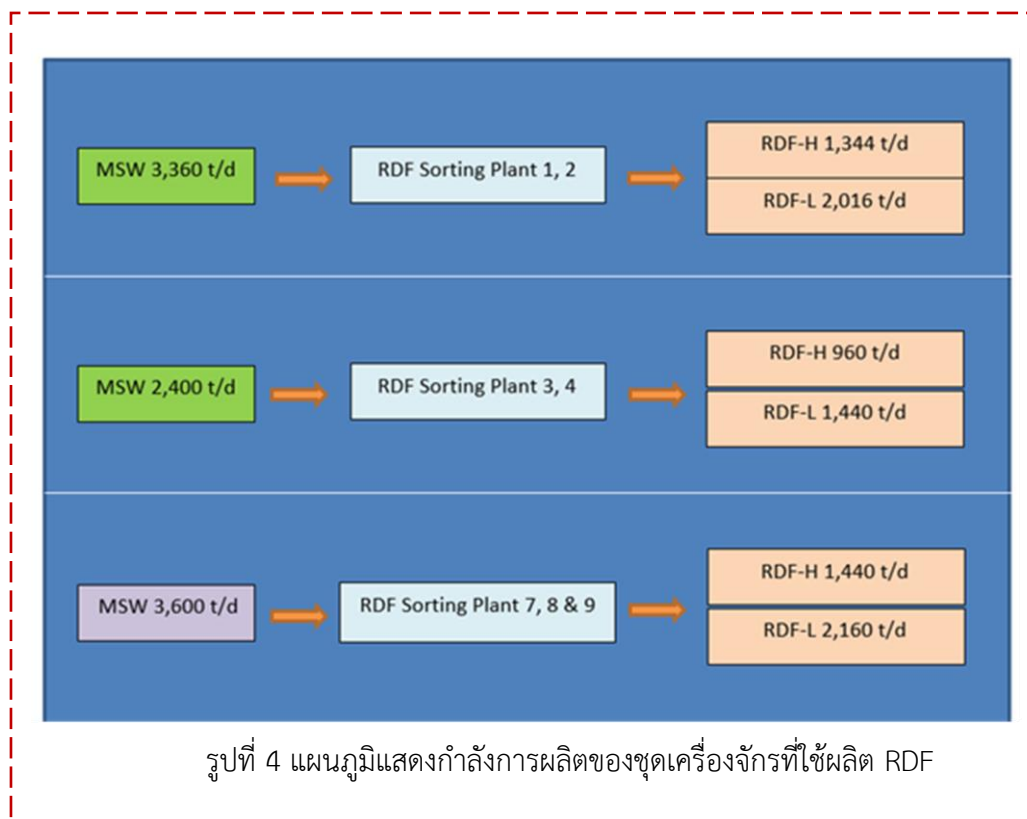 MSW 3,360 t/d
RDF Sorting Plant 1, 2
RDF-H 1,344 t/d
RDF-L 2,016 t/d
MSW 2,400 t/d
RDF Sorting Plant 3, 4
RDF-H 960 t/d
RDF-L 1,440 t/d
MSW 3,600 t/d
RDF Sorting Plant 7, 8 & 9
RDF-H 1,440 t/d
RDF-L 2,160 t/d
รูปที่ 4 แผนภูมิแสดงกำลังการผลิตของชุดเครื่องจักรที่ใช้ผลิต RDF